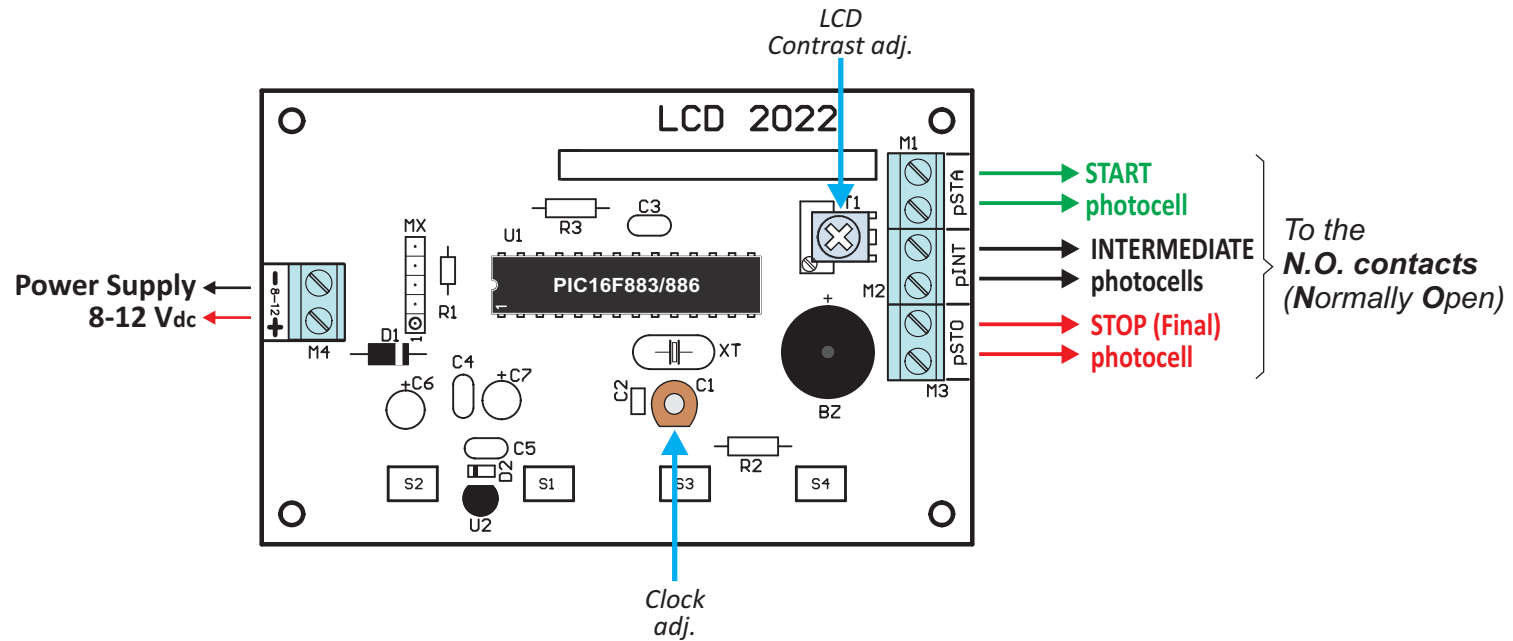 LCD
Contrast adj.
LCD 2022
M1
pSTA
START
photocell
T1
C3
R3
MX
U1
pINT
INTERMEDIATE
photocells
To the
N.O. contacts
(Normally Open)
Power Supply
8-12 Vdc
-
8-12
+
M4
R1
PIC16F883/886
1
1
M2
+
pSTO
STOP (Final)
photocell
M3
D1
XT
C4
+C6
+C7
C2
C1
BZ
C5
D2
R2
S2
S1
S3
S4
U2
Clock
adj.